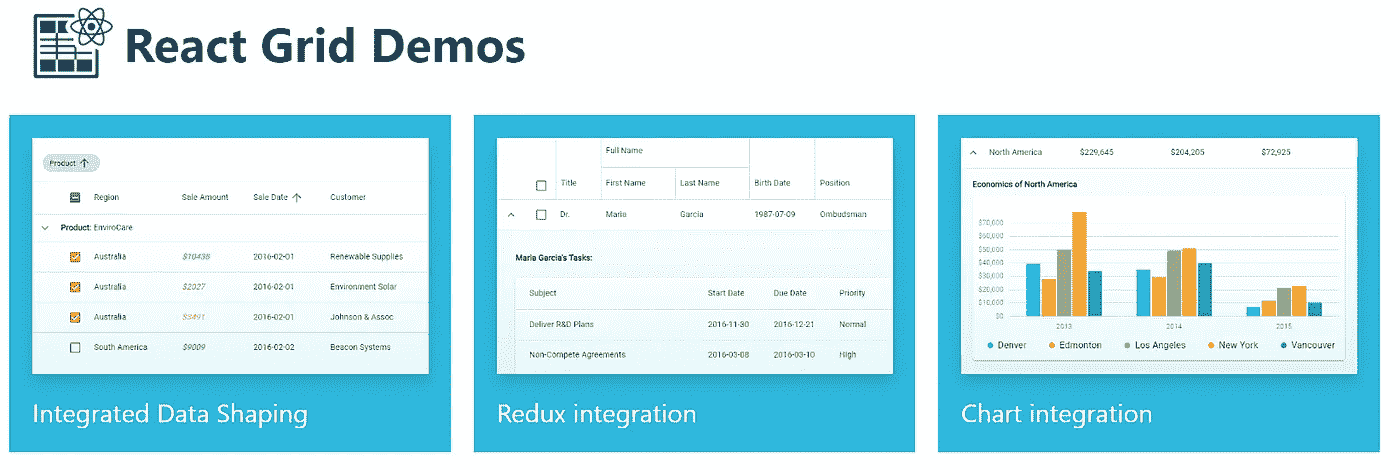 React Grid Demos
Product
Region Sale Amount Sale Date Customer
Product: EnviroCare
Australia $10438 2016-02-01 Renewable Supplies
Australia $2027 2016-02-01 Environment Solar
Australia $3491 2016-02-01 Johnson & Assoc
South America $9009 2016-02-02 Beacon Systems
Integrated Data Shaping
Full Name
Title First Name Last Name Birth Date Position
Dr. Maria Garcia 1987-07-09 Ombudsman
Maria Garcia's Tasks:
Subject Start Date Due Date Priority
Deliver R&D Plans 2016-11-30 2016-12-21 Normal
Non-Compete Agreements 2016-03-08 2016-03-10 High
Redux integration
North America $229,645 $204,205 $72,925
Economics of North America
$70,000
$60,000
$50,000
$40,000
$30,000
$20,000
$10,000
$0
2013 2014 2015
Denver Edmonton Los Angeles New York Vancouver
Chart integration